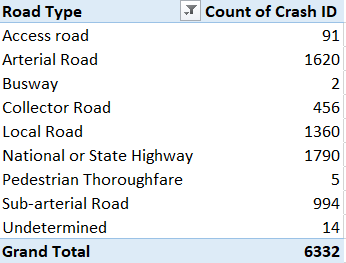 Road Type Count of Crash ID
Access road 91
Arterial Road 1620
Busway 2
Collector Road 456
Local Road 1360
National or State Highway 1790
Pedestrian Thoroughfare 5
Sub-arterial Road 994
Undetermined 14
Grand Total 6332